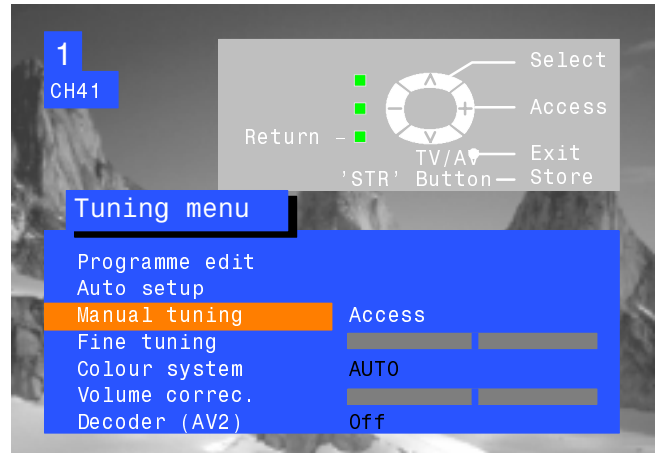 1
CH41
Select
Access
Return
TV/AV
Exit
'STR' Button
Store
Tuning menu
Programme edit
Auto setup
Manual tuning Access
Fine tuning
Colour system AUTO
Volume correc.
Decoder (AV2) Off